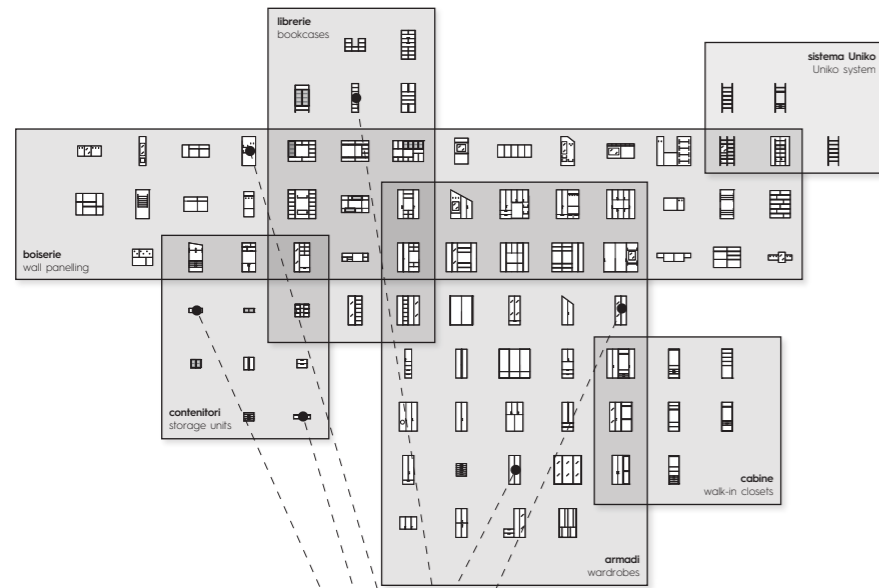 librerie
bookcases
sistema Uniko
Uniko system
boiserie
wall panelling
contenitori
storage units
cabine
walk-in closets
armadi
wardrobes